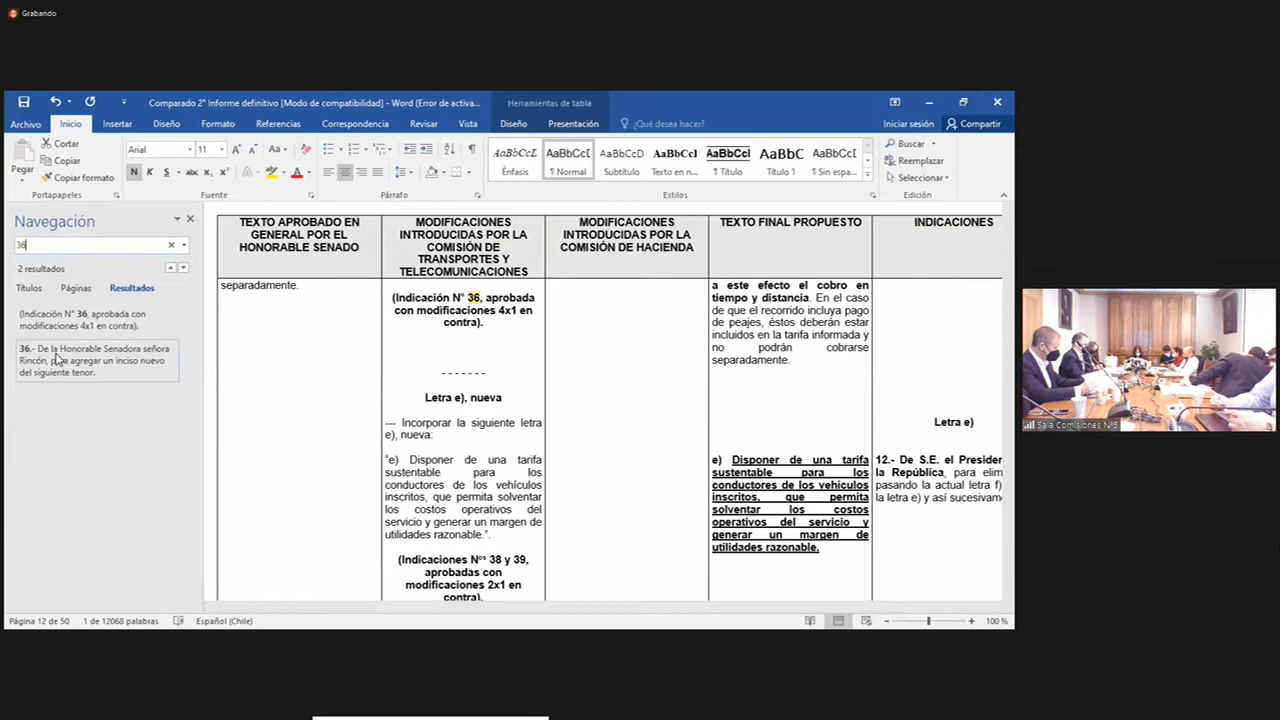 Grabando
Comparado 2° Informe definitivo [Modo de compatibilidad] - Word (Error de activa...
Herramientas de tabla
Archivo
Inicio
Insertar
Diseño
Formato
Referencias
Correspondencia
Revisar
Vista
Diseño
Presentación
¿Qué desea hacer?
Iniciar sesión
Compartir
Pegar
Cortar
Copiar
Copiar formato
Portapapeles
Arial
11
N K S abc x₂ x²
Fuente
Párrafo
AaBbCcL
Énfasis
AaBbCc[
¶ Normal
AaBbCcD
Subtítulo
AaBbCcI
Texto en n...
AaBbCcI
¶ Título
AaBbC
Título 1
AaBbCc[
¶ Sin espa...
Estilos
Buscar
Reemplazar
Seleccionar
Edición
Navegación
36
2 resultados
Títulos
Páginas
Resultados
(Indicación N° 36, aprobada con
modificaciones 4x1 en contra).
36.- De la Honorable Senadora señora
Rincón, para agregar un inciso nuevo
del siguiente tenor.
TEXTO APROBADO EN
GENERAL POR EL
HONORABLE SENADO
MODIFICACIONES
INTRODUCIDAS POR LA
COMISIÓN DE
TRANSPORTES Y
TELECOMUNICACIONES
MODIFICACIONES
INTRODUCIDAS POR LA
COMISIÓN DE HACIENDA
TEXTO FINAL PROPUESTO
INDICACIONES
separadamente.
(Indicación N° 36, aprobada
con modificaciones 4x1 en
contra).
- - - - - - -
Letra e), nueva
--- Incorporar la siguiente letra
e), nueva:
“e) Disponer de una tarifa
sustentable para los
conductores de los vehículos
inscritos, que permita solventar
los costos operativos del
servicio y generar un margen de
utilidades razonable.”.
(Indicaciones Nºˢ 38 y 39,
aprobadas con
modificaciones 2x1 en
contra).
a este efecto el cobro en
tiempo y distancia. En el caso
de que el recorrido incluya pago
de peajes, éstos deberán estar
incluidos en la tarifa informada y
no podrán cobrarse
separadamente.
e) Disponer de una tarifa
sustentable para los
conductores de los vehículos
inscritos, que permita
solventar los costos
operativos del servicio y
generar un margen de
utilidades razonable.
Letra e)
12.- De S.E. el Presiden
la República, para elim
pasando la actual letra f)
la letra e) y así sucesivam
Página 12 de 50
1 de 12068 palabras
Español (Chile)
100 %
Sala Comisiones N°6